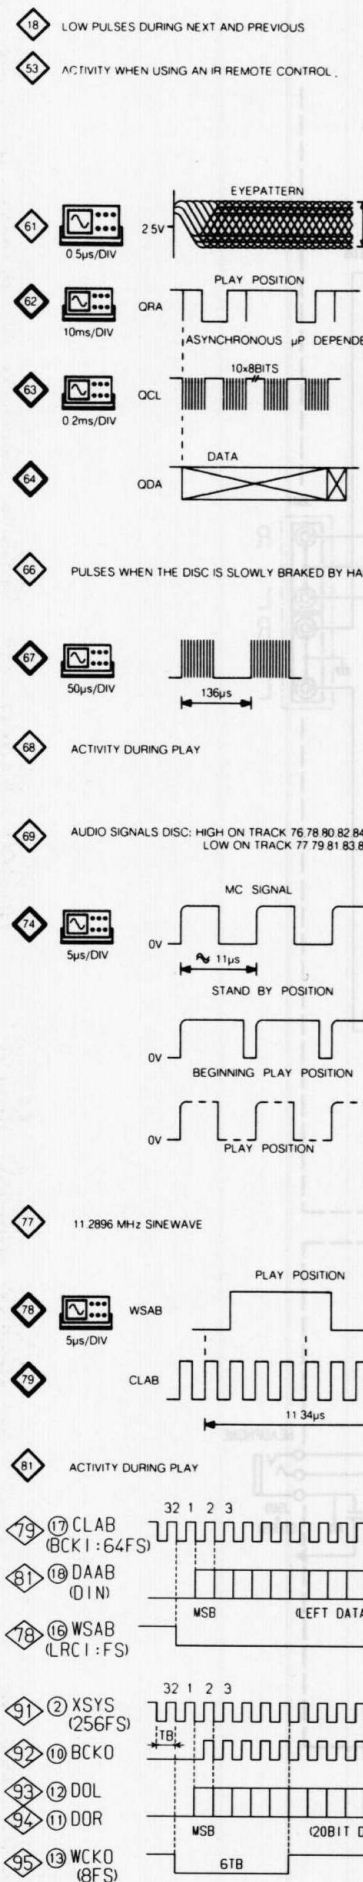 18 LOW PULSES DURING NEXT AND PREVIOUS
53 ACTIVITY WHEN USING AN IR REMOTE CONTROL.
EYEPATTERN
61 2.5V
0.5µs/DIV
PLAY POSITION
62 QRA
10ms/DIV
ASYNCHRONOUS µP DEPENDE
10x8BITS
63 QCL
0.2ms/DIV
DATA
64 QDA
66 PULSES WHEN THE DISC IS SLOWLY BRAKED BY HA
67
50µs/DIV
136µs
68 ACTIVITY DURING PLAY
69 AUDIO SIGNALS DISC: HIGH ON TRACK 76.78.80.82.84
LOW ON TRACK 77.79.81.83.8
MC SIGNAL
74
5µs/DIV
0V
∿ 11µs
STAND BY POSITION
0V
BEGINNING PLAY POSITION
0V
PLAY POSITION
77 11.2896 MHz SINEWAVE
PLAY POSITION
78 WSAB
5µs/DIV
79 CLAB
11.34µs
81 ACTIVITY DURING PLAY
32 1 2 3
79 17 CLAB
(BCKI:64FS)
81 18 DAAB
(DIN)
MSB (LEFT DATA
78 16 WSAB
(LRCI:FS)
32 1 2 3
91 2 XSYS
(256FS)
TB
92 10 BCKO
93 12 DOL
94 11 DOR
MSB (20BIT D
95 13 WCKO
(8FS)
6TB